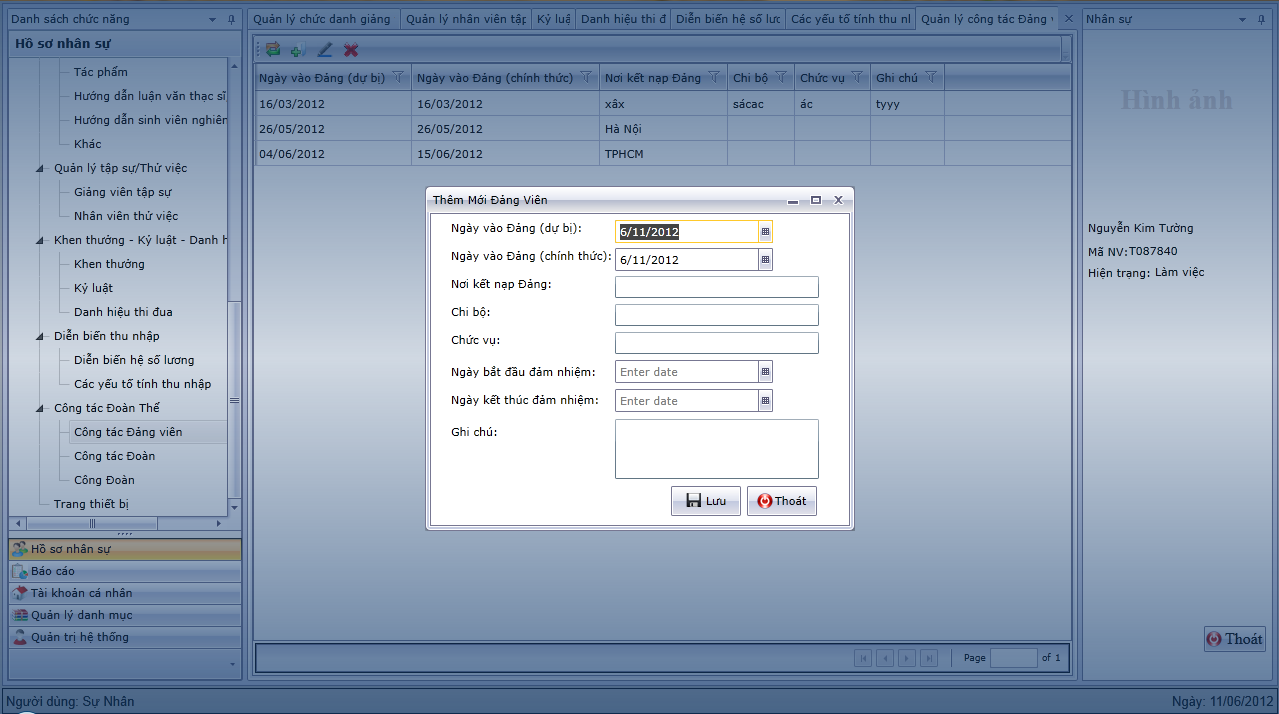 Danh sách chức năng
Hồ sơ nhân sự
Tác phẩm
Hướng dẫn luận văn thạc sĩ,
Hướng dẫn sinh viên nghiên
Khác
Quản lý tập sự/Thử việc
Giảng viên tập sự
Nhân viên thử việc
Khen thưởng - Kỷ luật - Danh h
Khen thưởng
Kỷ luật
Danh hiệu thi đua
Diễn biến thu nhập
Diễn biến hệ số lương
Các yếu tố tính thu nhập
Công tác Đoàn Thể
Công tác Đảng viên
Công tác Đoàn
Công Đoàn
Trang thiết bị
Hồ sơ nhân sự
Báo cáo
Tài khoản cá nhân
Quản lý danh mục
Quản trị hệ thống
Quản lý chức danh giảng Quản lý nhân viên tập Kỷ luậ Danh hiệu thi đ Diễn biến hệ số lươ Các yếu tố tính thu nh Quản lý công tác Đảng
Ngày vào Đảng (dự bị) Ngày vào Đảng (chính thức) Nơi kết nạp Đảng Chi bộ Chức vụ Ghi chú
16/03/2012 16/03/2012 xâx sácac ác tyyy
26/05/2012 26/05/2012 Hà Nội
04/06/2012 15/06/2012 TPHCM
Thêm Mới Đảng Viên
Ngày vào Đảng (dự bị): 6/11/2012
Ngày vào Đảng (chính thức): 6/11/2012
Nơi kết nạp Đảng:
Chi bộ:
Chức vụ:
Ngày bắt đầu đảm nhiệm: Enter date
Ngày kết thúc đảm nhiệm: Enter date
Ghi chú:
Lưu Thoát
Page of 1
Nhân sự
Hình ảnh
Nguyễn Kim Tường
Mã NV:T087840
Hiện trạng: Làm việc
Thoát
Người dùng: Sự Nhân Ngày: 11/06/2012